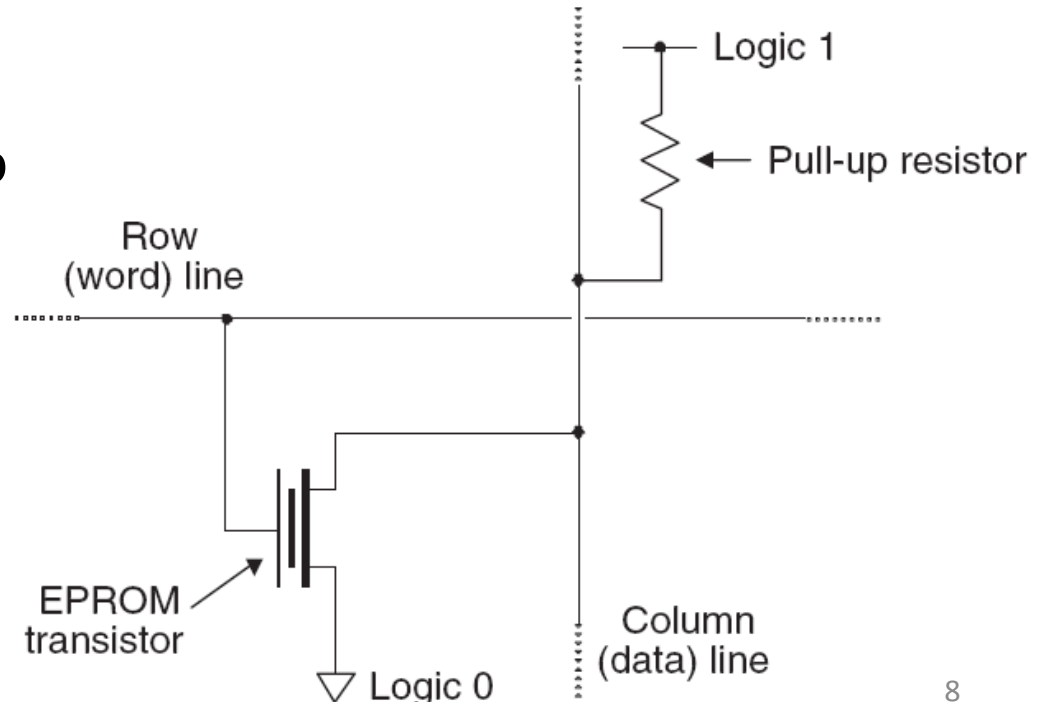 Logic 1
Pull-up resistor
Row
(word) line
EPROM
transistor
Column
(data) line
Logic 0
8